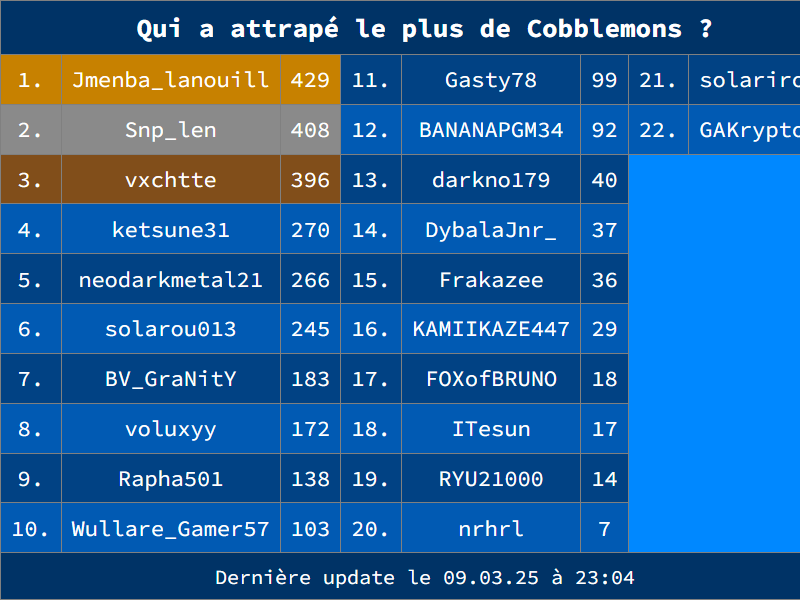 Qui a attrapé le plus de Cobblemons ?
1. Jmenba_lanouill 429
2. Snp_len 408
3. vxchtte 396
4. ketsune31 270
5. neodarkmetal21 266
6. solarou013 245
7. BV_GraNitY 183
8. voluxyy 172
9. Rapha501 138
10. Wullare_Gamer57 103
11. Gasty78 99
12. BANANAPGM34 92
13. darkno179 40
14. DybalaJnr_ 37
15. Frakazee 36
16. KAMIIKAZE447 29
17. FOXofBRUNO 18
18. ITesun 17
19. RYU21000 14
20. nrhrl 7
21.
22.
Dernière update le 09.03.25 à 23:04